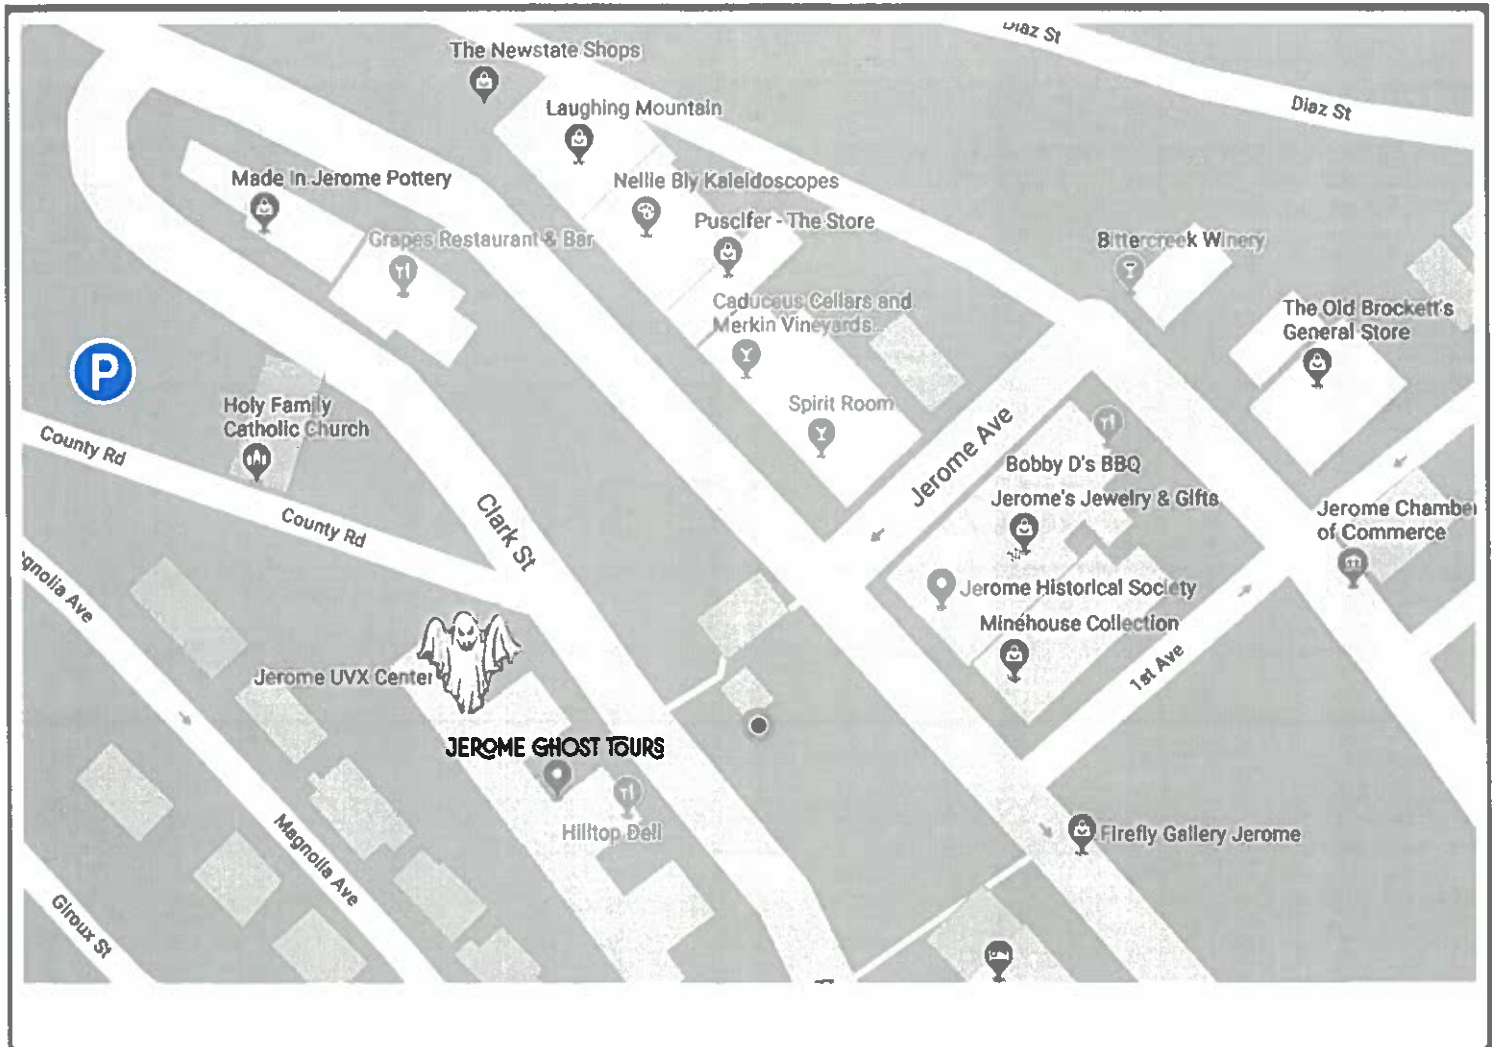 Diaz St
The Newstate Shops
Laughing Mountain
Diaz St
Made in Jerome Pottery
Nellie Bly Kaleidoscopes
Puscifer - The Store
Grapes Restaurant & Bar
Bittercreek Winery
Caduceus Cellars and
Merkin Vineyards
The Old Brockett's
General Store
P
Holy Family
Catholic Church
Spirit Room
County Rd
Jerome Ave
Bobby D's BBQ
Jerome's Jewelry & Gifts
Clark St
County Rd
Jerome Chamber
of Commerce
gnolia Ave
Jerome Historical Society
Minehouse Collection
Jerome UVX Center
1st Ave
JEROME GHOST TOURS
Hilltop Deli
Firefly Gallery Jerome
Magnolia Ave
Giroux St